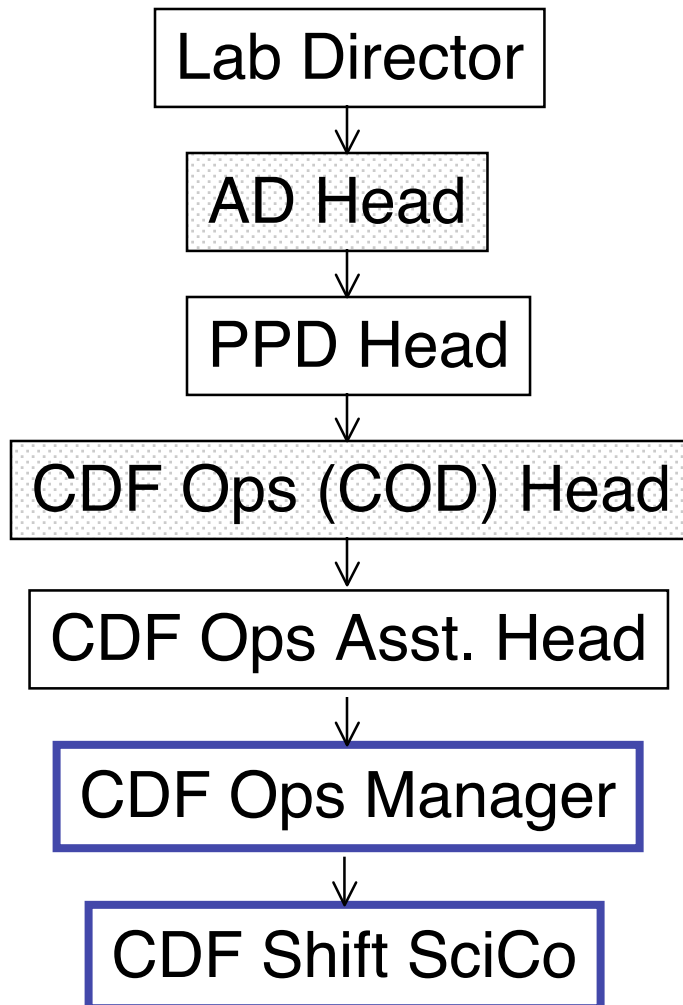 Lab Director
AD Head
PPD Head
CDF Ops (COD) Head
CDF Ops Asst. Head
CDF Ops Manager
CDF Shift SciCo